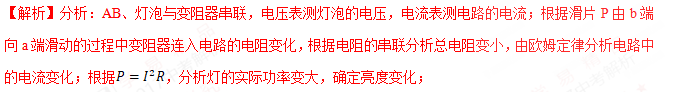 【解析】分析：AB、灯泡与变阻器串联，电压表测灯泡的电压，电流表测电路的电流；根据滑片 P 由 b 端
向 a 端滑动的过程中变阻器连入电路的电阻变化，根据电阻的串联分析总电阻变小，由欧姆定律分析电路中
的电流变化；根据P = I²R，分析灯的实际功率变大，确定亮度变化；